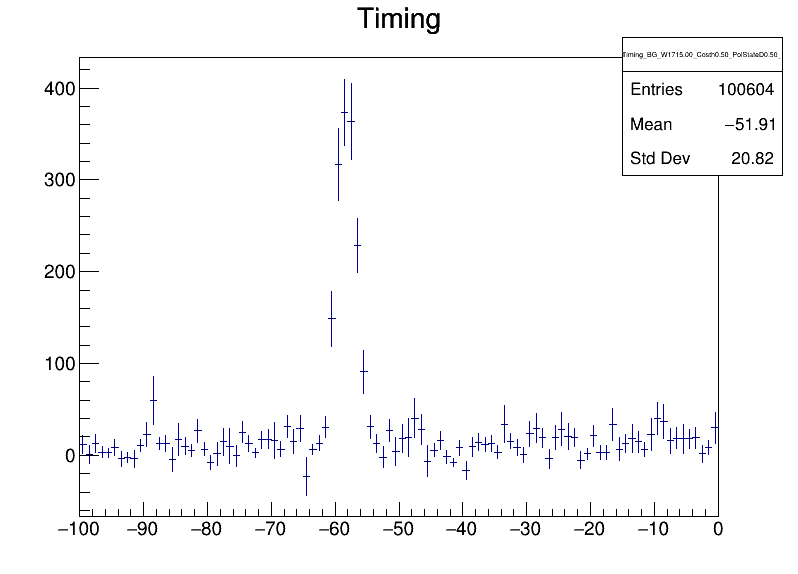 Timing
Timing_BG_W1715.00_Costh0.50_PolStateD0.50_
Entries 100604
Mean −51.91
Std Dev 20.82
400
300
200
100
0
−100 −90 −80 −70 −60 −50 −40 −30 −20 −10 0